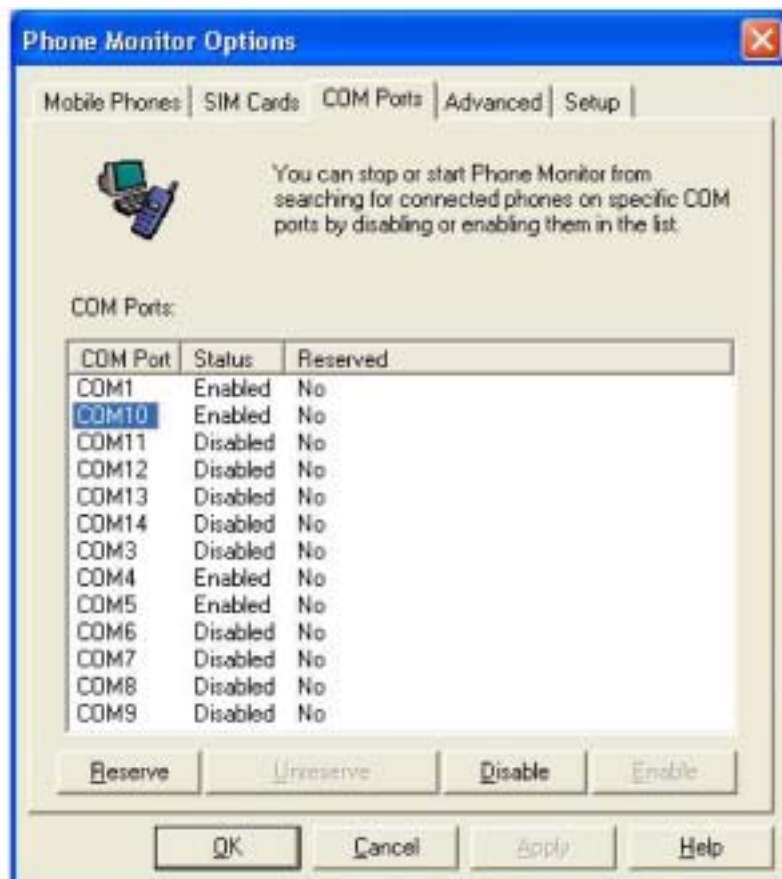 Phone Monitor Options
Mobile Phones SIM Cards COM Ports Advanced Setup
You can stop or start Phone Monitor from
searching for connected phones on specific COM
ports by disabling or enabling them in the list.
COM Ports:
COM Port Status Reserved
COM1 Enabled No
COM10 Enabled No
COM11 Disabled No
COM12 Disabled No
COM13 Disabled No
COM14 Disabled No
COM3 Disabled No
COM4 Enabled No
COM5 Enabled No
COM6 Disabled No
COM7 Disabled No
COM8 Disabled No
COM9 Disabled No
Reserve Unreserve Disable Enable
OK Cancel Apply Help